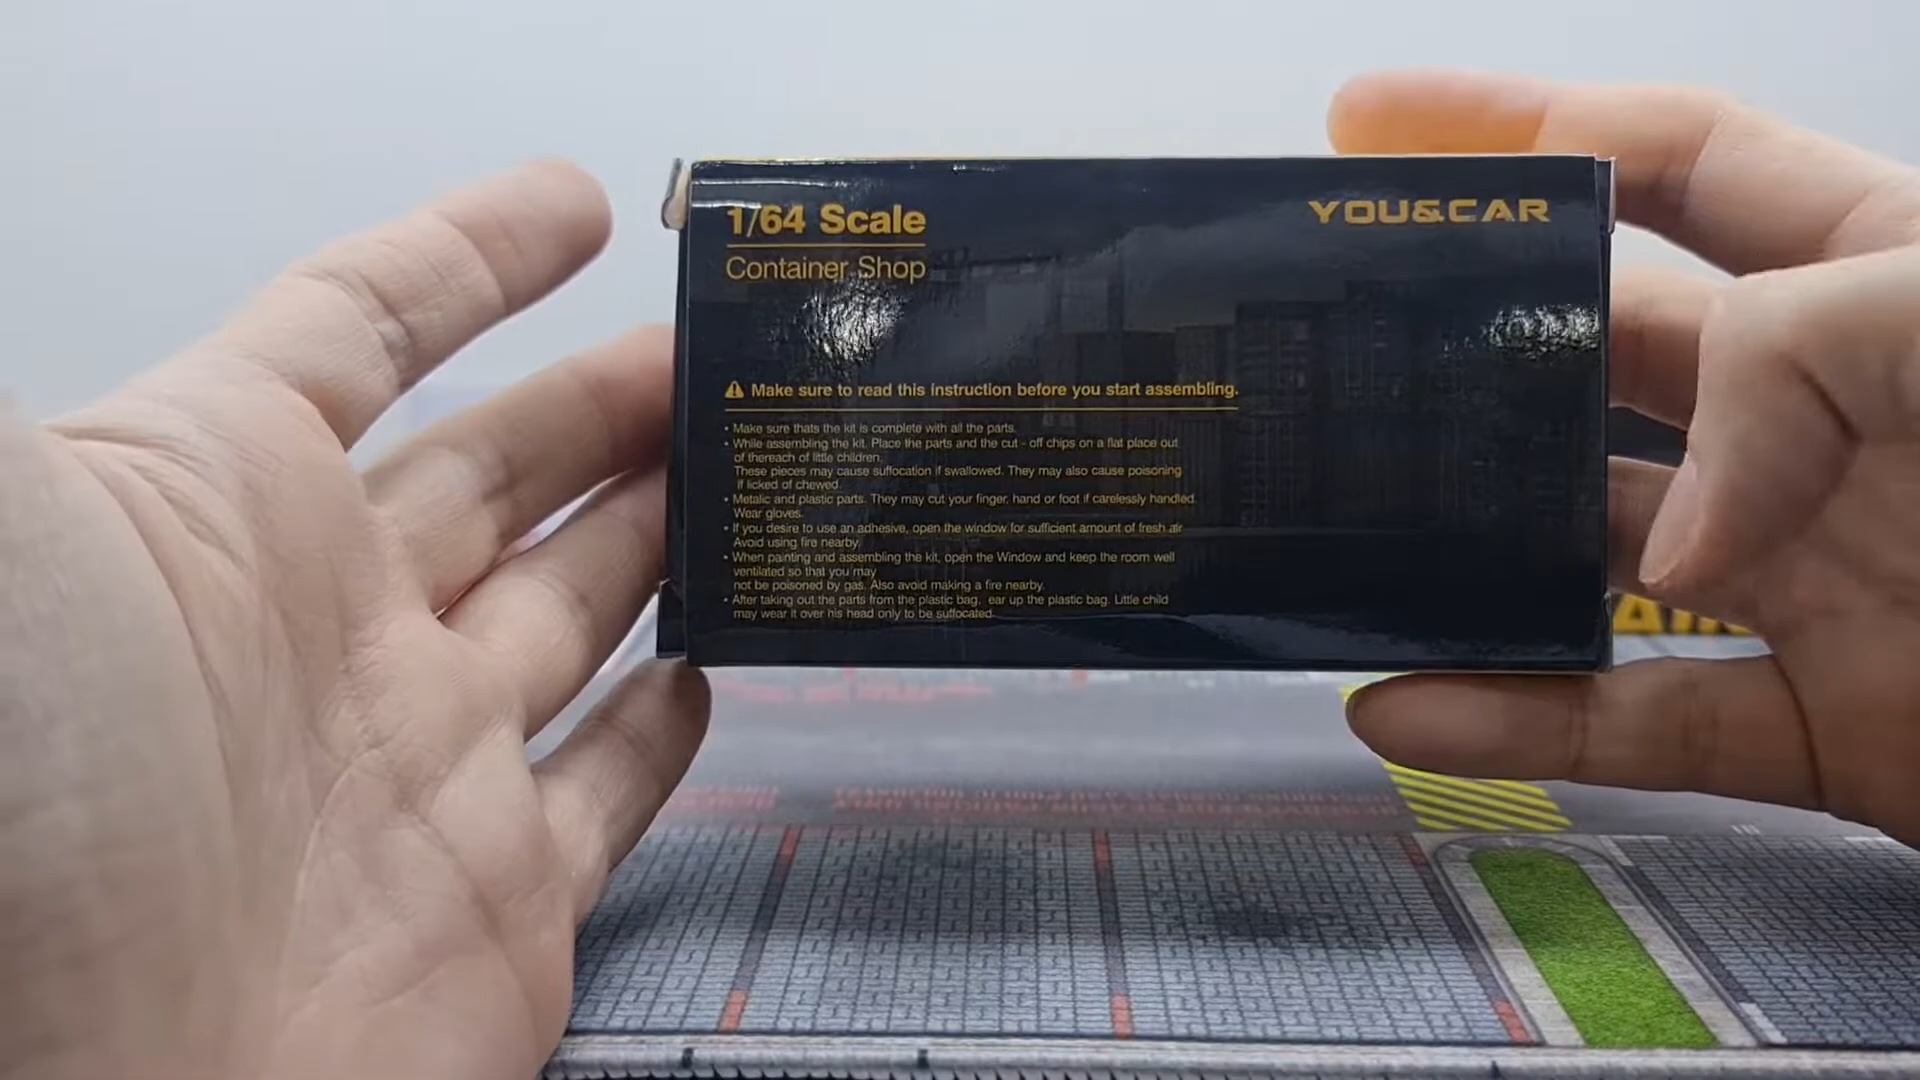 1/64 Scale
YOU&CAR
Container Shop
Make sure to read this instruction before you start assembling.
• Make sure thats the kit is complete with all the parts.
• While assembling the kit. Place the parts and the cut - off chips on a flat place out
of thereach of little children.
These pieces may cause suffocation if swallowed. They may also cause poisoning
if licked of chewed.
• Metalic and plastic parts. They may cut your finger, hand or foot if carelessly handled.
Wear gloves.
• If you desire to use an adhesive, open the window for sufficient amount of fresh air
Avoid using fire nearby.
• When painting and assembling the kit, open the Window and keep the room well
ventilated so that you may
not be poisoned by gas. Also avoid making a fire nearby.
• After taking out the parts from the plastic bag, ear up the plastic bag. Little child
may wear it over his head only to be suffocated.